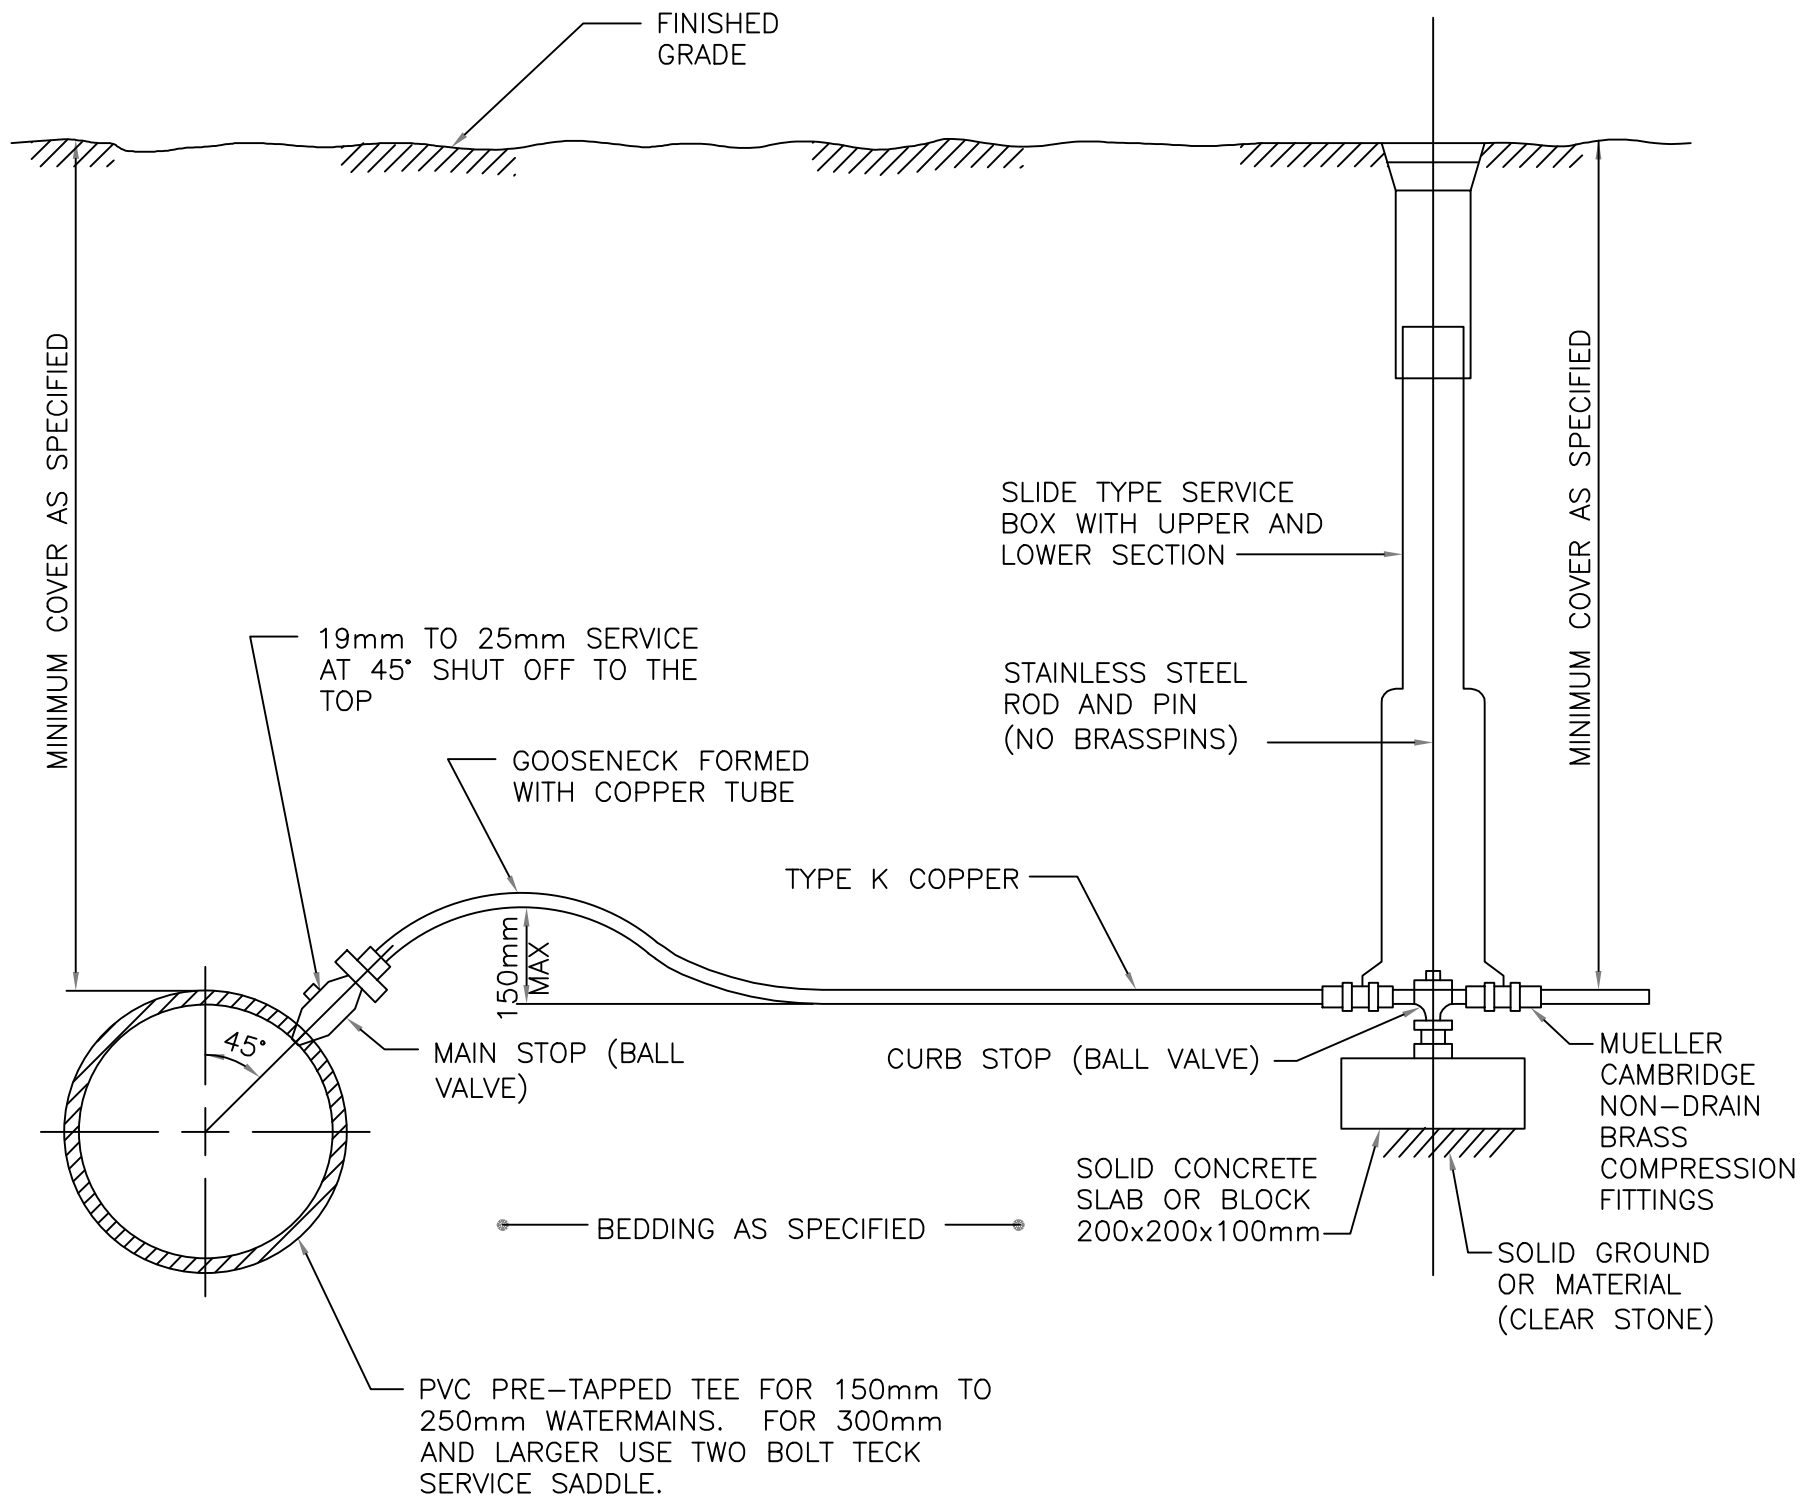 FINISHED
GRADE
MINIMUM COVER AS SPECIFIED
MINIMUM COVER AS SPECIFIED
SLIDE TYPE SERVICE
BOX WITH UPPER AND
LOWER SECTION
19mm TO 25mm SERVICE
AT 45° SHUT OFF TO THE
TOP
STAINLESS STEEL
ROD AND PIN
(NO BRASSPINS)
GOOSENECK FORMED
WITH COPPER TUBE
TYPE K COPPER
150mm
MAX
45°
MAIN STOP (BALL
VALVE)
CURB STOP (BALL VALVE)
MUELLER
CAMBRIDGE
NON-DRAIN
BRASS
COMPRESSION
FITTINGS
SOLID CONCRETE
SLAB OR BLOCK
200x200x100mm
BEDDING AS SPECIFIED
SOLID GROUND
OR MATERIAL
(CLEAR STONE)
PVC PRE-TAPPED TEE FOR 150mm TO
250mm WATERMAINS. FOR 300mm
AND LARGER USE TWO BOLT TECK
SERVICE SADDLE.